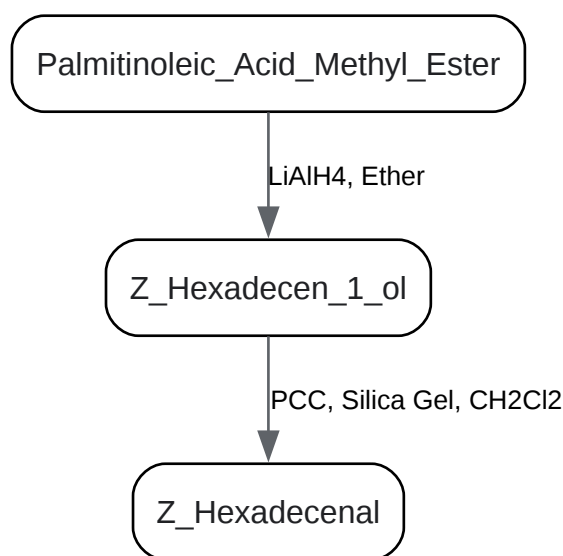 Palmitinoleic_Acid_Methyl_Ester
LiAlH4, Ether
Z_Hexadecen_1_ol
PCC, Silica Gel, CH2Cl2
Z_Hexadecenal